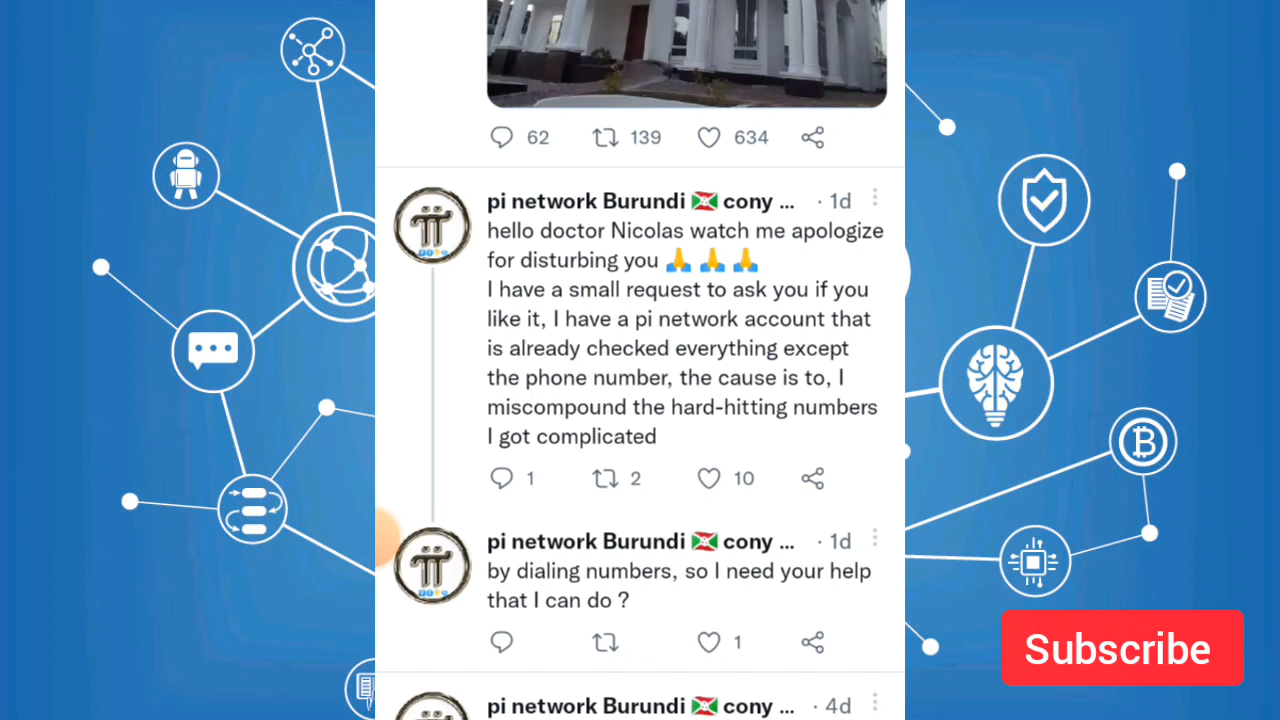 62 139 634
pi network Burundi 🇧🇮 cony ... · 1d
hello doctor Nicolas watch me apologize
for disturbing you 🙏 🙏 🙏
I have a small request to ask you if you
like it, I have a pi network account that
is already checked everything except
the phone number, the cause is to, I
miscompound the hard-hitting numbers
I got complicated
1 2 10
pi network Burundi 🇧🇮 cony ... · 1d
by dialing numbers, so I need your help
that I can do ?
1
Subscribe
pi network Burundi 🇧🇮 cony ... · 4d